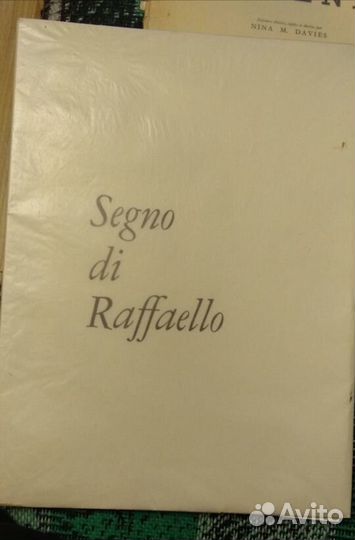 NINA M. DAVIES
Segno
di
Raffaello
Avito